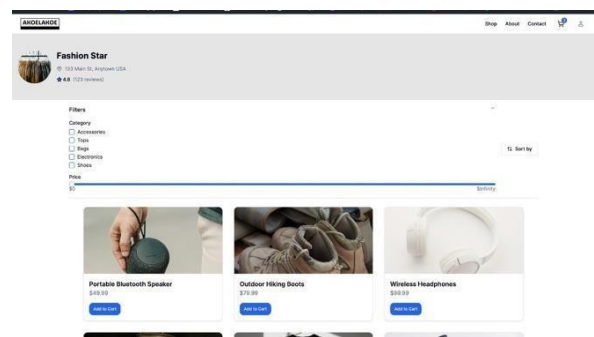 AKOELAKOE
Shop About Contact
Fashion Star
123 Main St, Anytown USA
4.8 (123 reviews)
Filters
Category
Accessories
Tops
Bags
Electronics
Shoes
Sort by
Price
$0
$Infinity
Portable Bluetooth Speaker
$49.99
Add to Cart
Outdoor Hiking Boots
$79.99
Add to Cart
Wireless Headphones
$99.99
Add to Cart